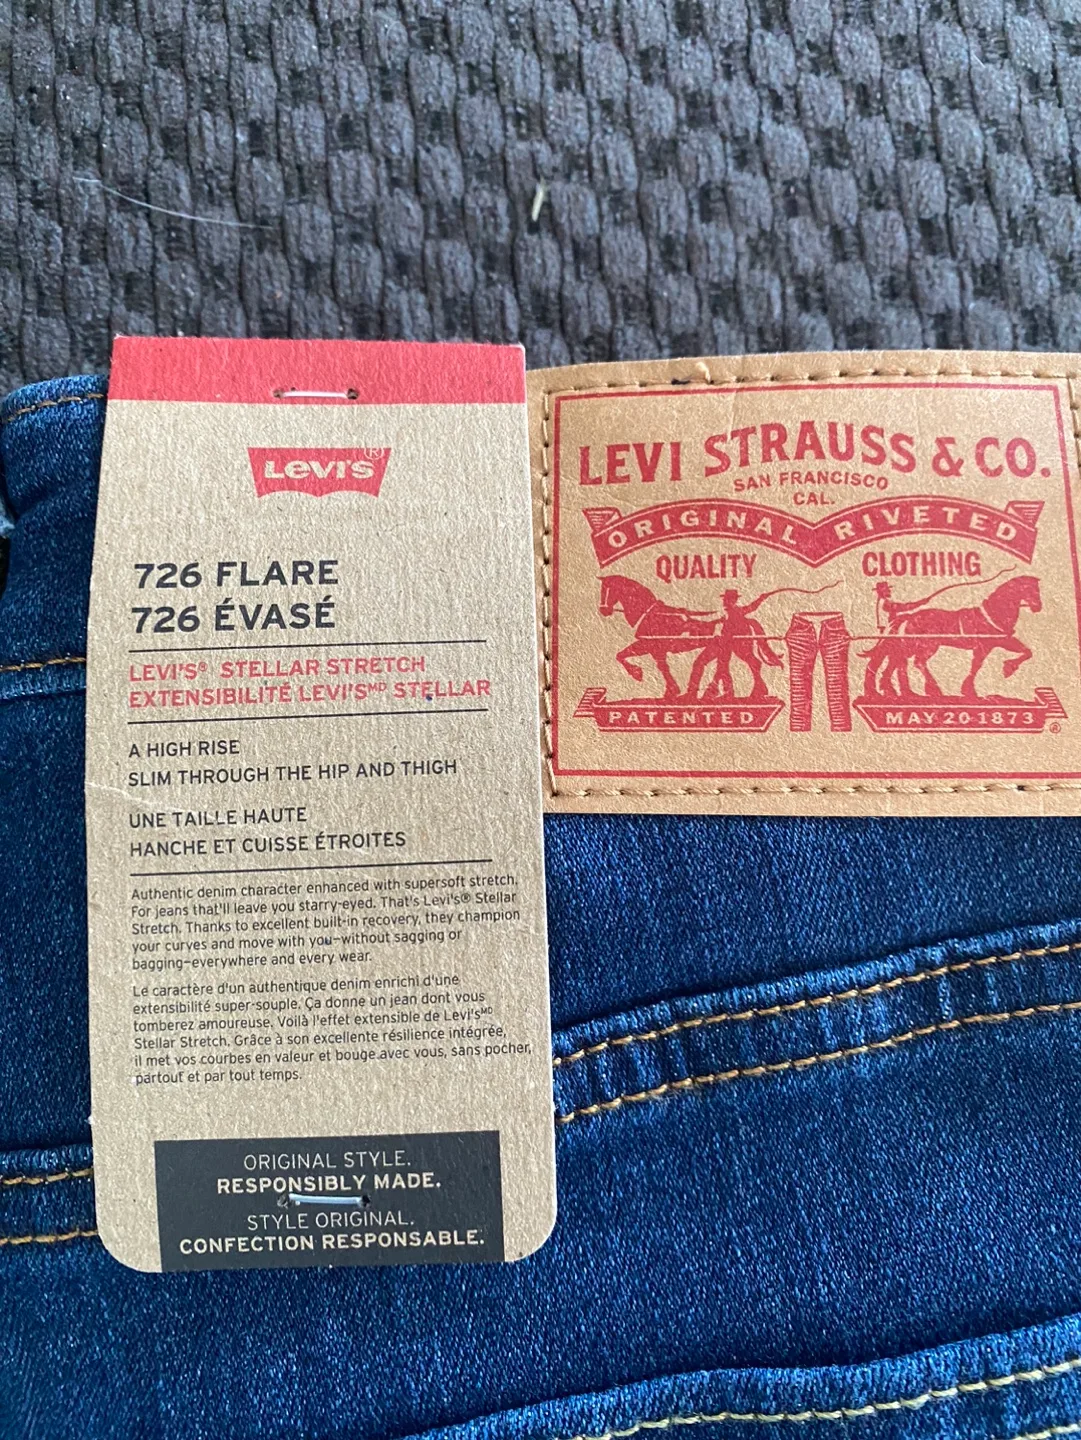 LEVI'S®
726 FLARE
726 ÉVASÉ
LEVI'S® STELLAR STRETCH
EXTENSIBILITÉ LEVI'SMD STELLAR
A HIGH RISE
SLIM THROUGH THE HIP AND THIGH
UNE TAILLE HAUTE
HANCHE ET CUISSE ÉTROITES
Authentic denim character enhanced with supersoft stretch.
For jeans that'll leave you starry-eyed. That's Levi's® Stellar
Stretch. Thanks to excellent built-in recovery, they champion
your curves and move with you—without sagging or
bagging—everywhere and every wear.
Le caractère d'un authentique denim enrichi d'une
extensibilité super-souple. Ça donne un jean dont vous
tomberez amoureuse. Voilà l'effet extensible de Levi'sMD
Stellar Stretch. Grâce à son excellente résilience intégrée,
il met vos courbes en valeur et bouge avec vous, sans pocher,
partout et par tout temps.
ORIGINAL STYLE.
RESPONSIBLY MADE.
STYLE ORIGINAL.
CONFECTION RESPONSABLE.
LEVI STRAUSS & CO.
SAN FRANCISCO
CAL.
ORIGINAL RIVETED
QUALITY CLOTHING
PATENTED MAY 20 1873 ®